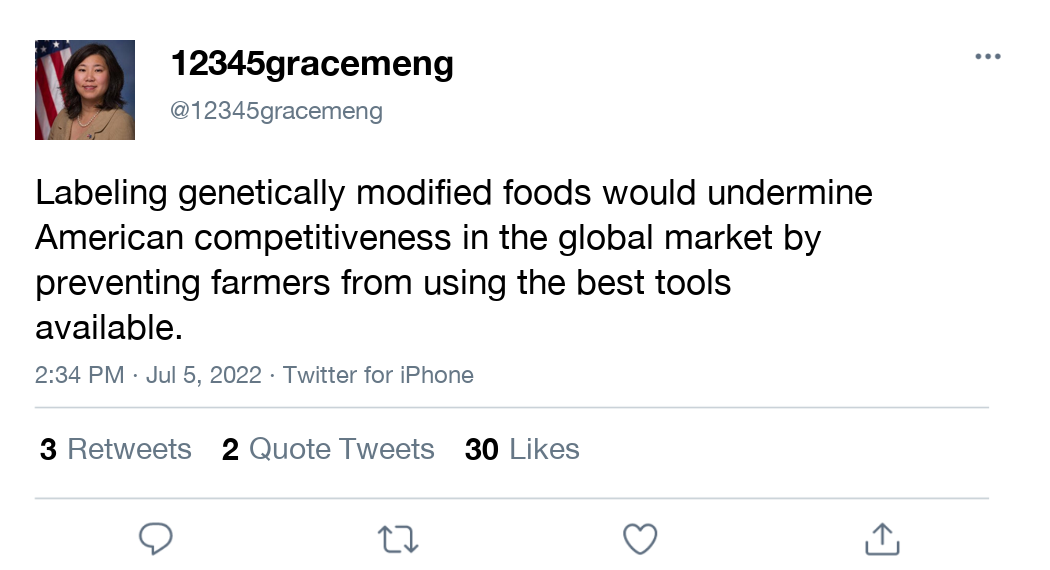 12345gracemeng
@12345gracemeng
Labeling genetically modified foods would undermine
American competitiveness in the global market by
preventing farmers from using the best tools
available.
2:34 PM · Jul 5, 2022 · Twitter for iPhone
3 Retweets 2 Quote Tweets 30 Likes